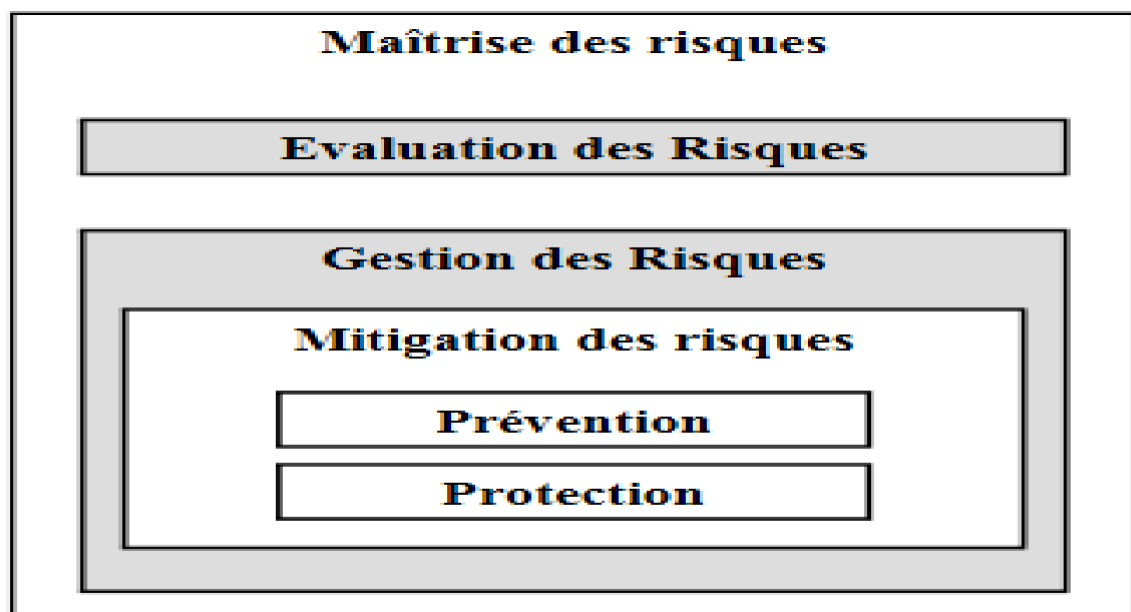 Maîtrise des risques
Evaluation des Risques
Gestion des Risques
Mitigation des risques
Prévention
Protection